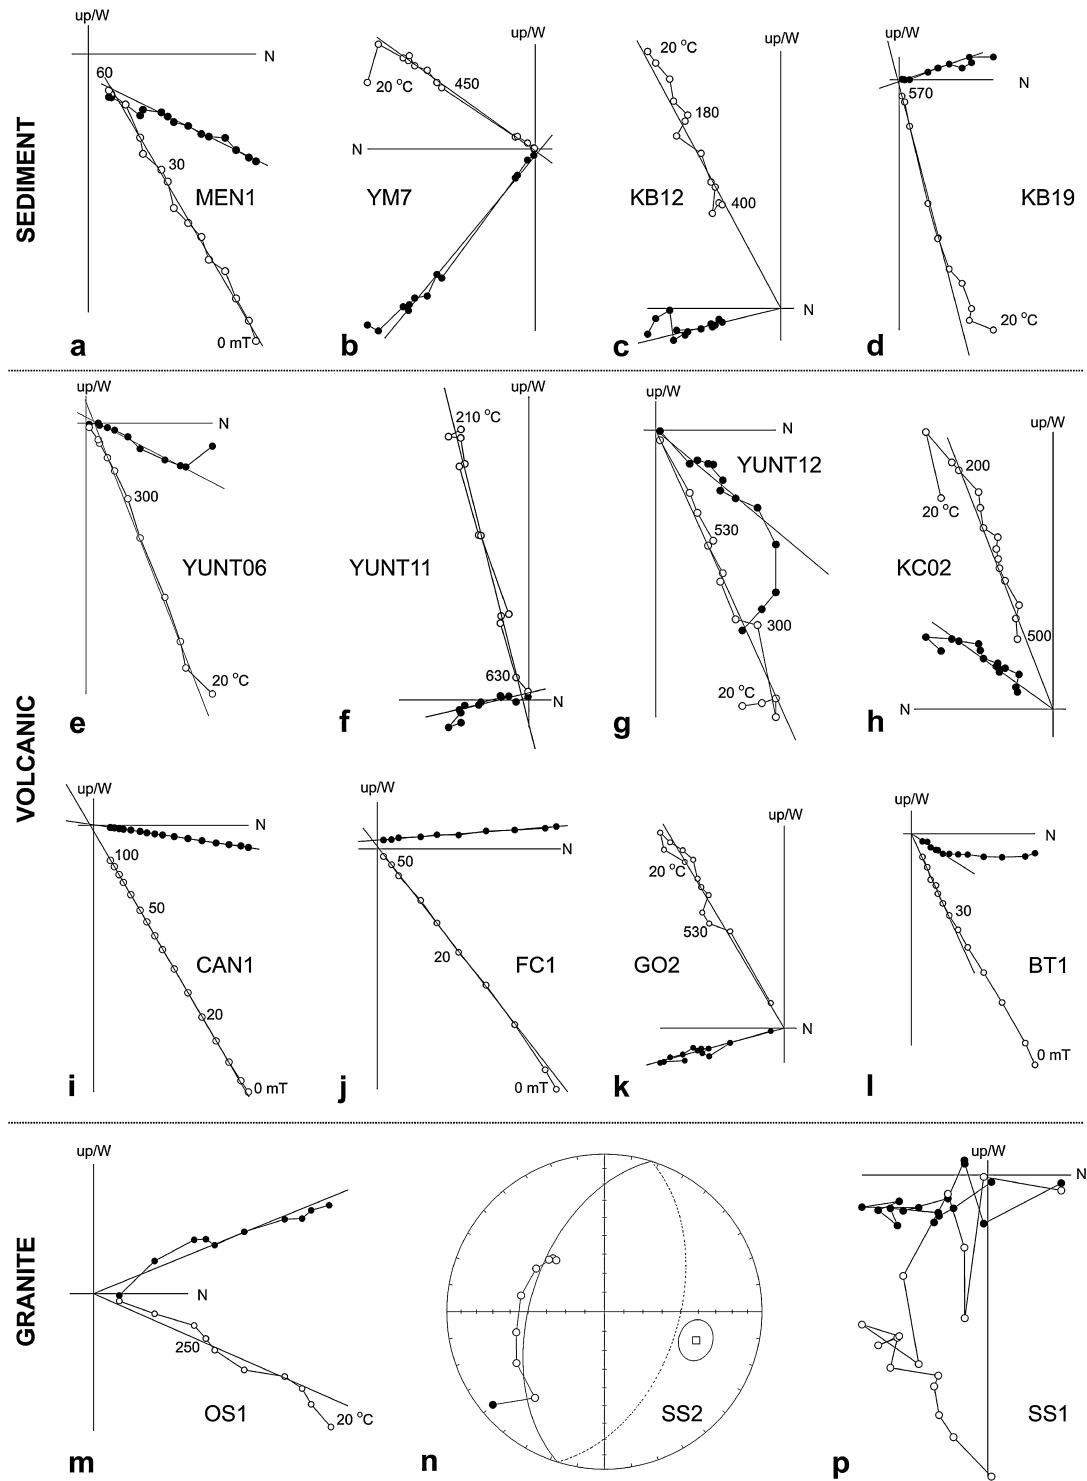 SEDIMENT
up/W
N
60
30
MEN1
0 mT
a
up/W
450
20 °C
N
YM7
b
up/W
20 °C
180
KB12
400
N
c
up/W
N
570
KB19
20 °C
d
VOLCANIC
up/W
N
300
YUNT06
20 °C
e
up/W
210 °C
YUNT11
630
N
f
up/W
N
YUNT12
530
300
20 °C
g
up/W
200
20 °C
KC02
500
N
h
up/W
N
100
50
CAN1
20
0 mT
i
up/W
N
50
20
FC1
0 mT
j
up/W
20 °C
530
GO2
N
k
up/W
N
30
BT1
0 mT
l
GRANITE
up/W
N
250
OS1
20 °C
m
SS2
n
up/W
N
SS1
p